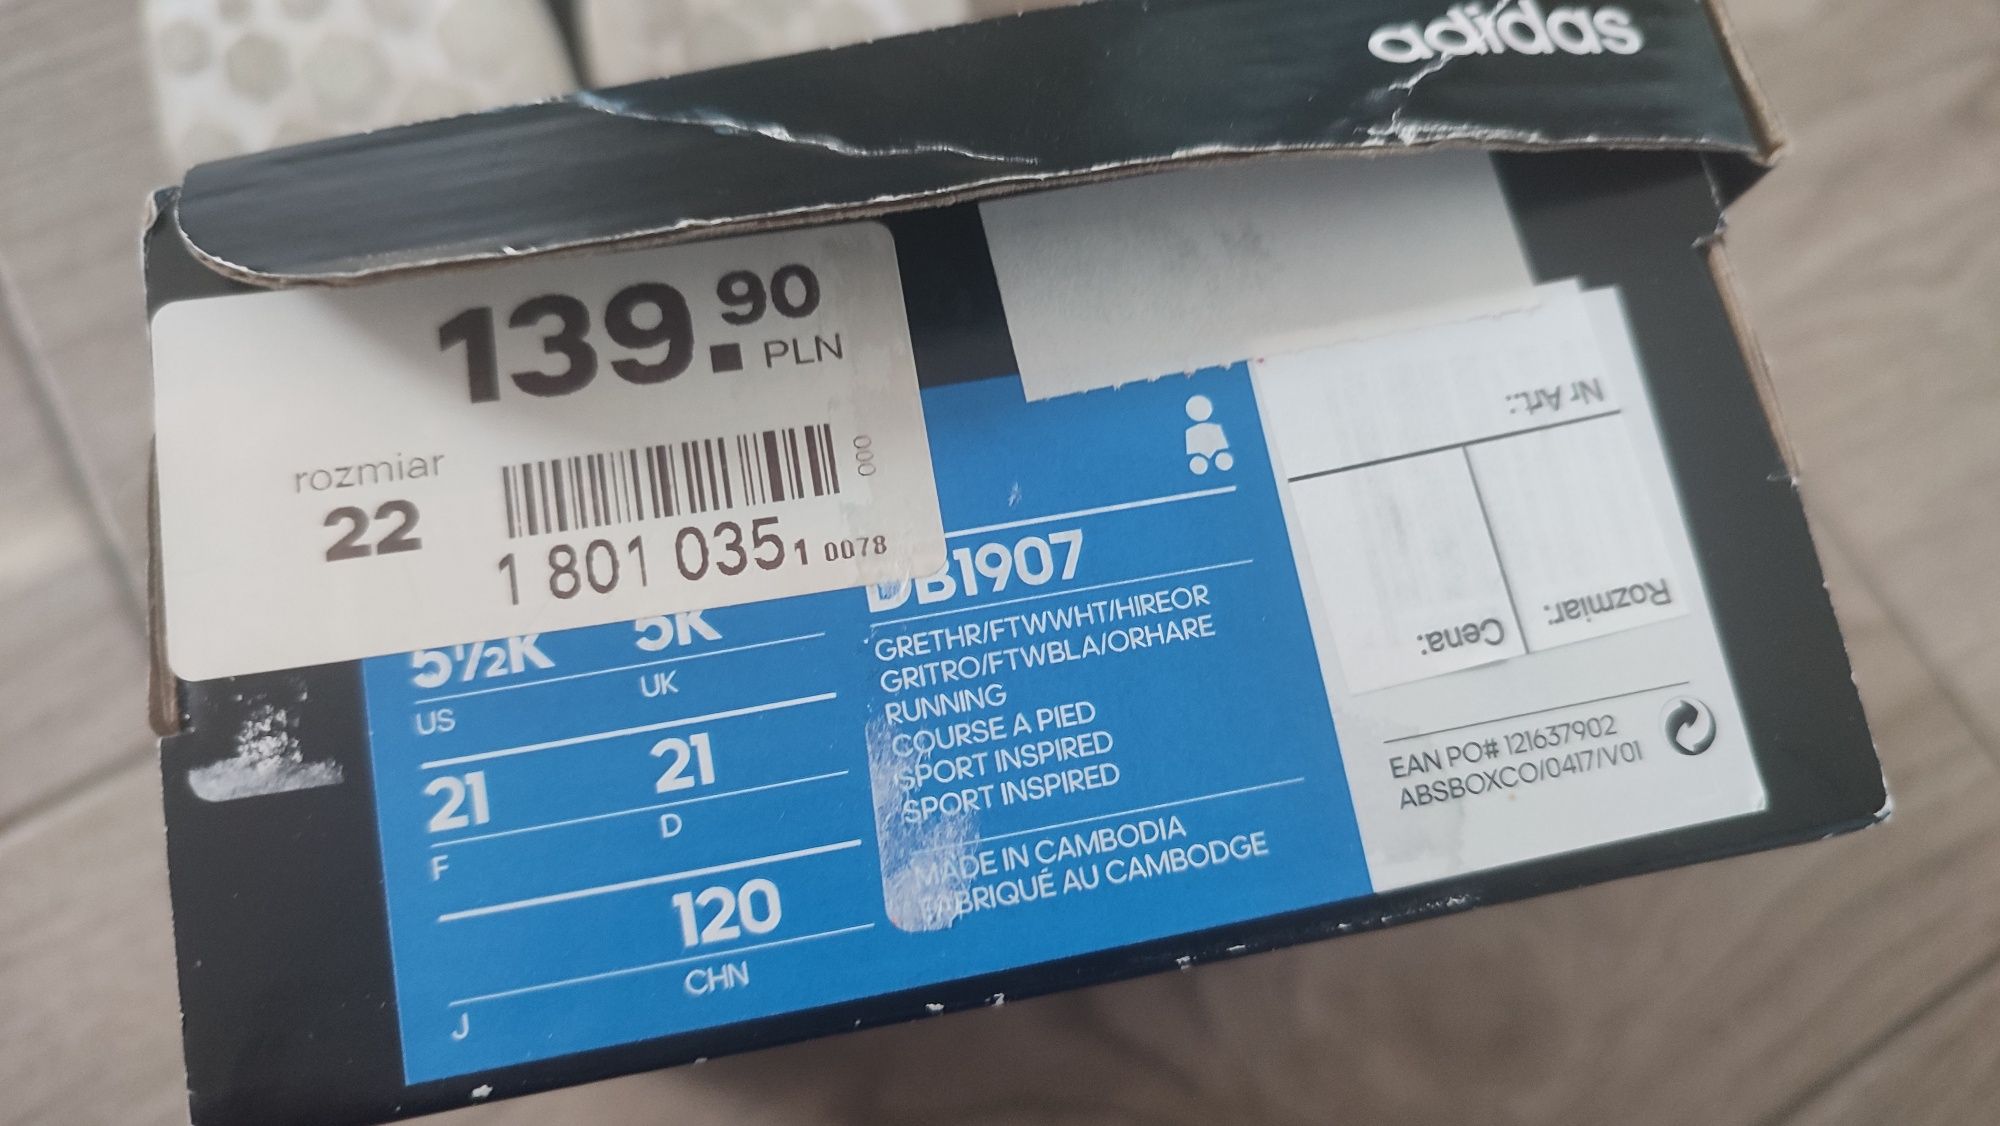 adidas
139.90
PLN
rozmiar
22
000
1 801 035 1 0078
DB1907
5½K 5K
US UK
21 21
F D
120
J CHN
GRETHR/FTWWHT/HIREOR
GRITRO/FTWBLA/ORHARE
RUNNING
COURSE A PIED
SPORT INSPIRED
SPORT INSPIRED
MADE IN CAMBODIA
FABRIQUÉ AU CAMBODGE
Nr Art.:
Rozmiar:
Cena:
EAN PO# 121637902
ABSBOXCO/0417/V01